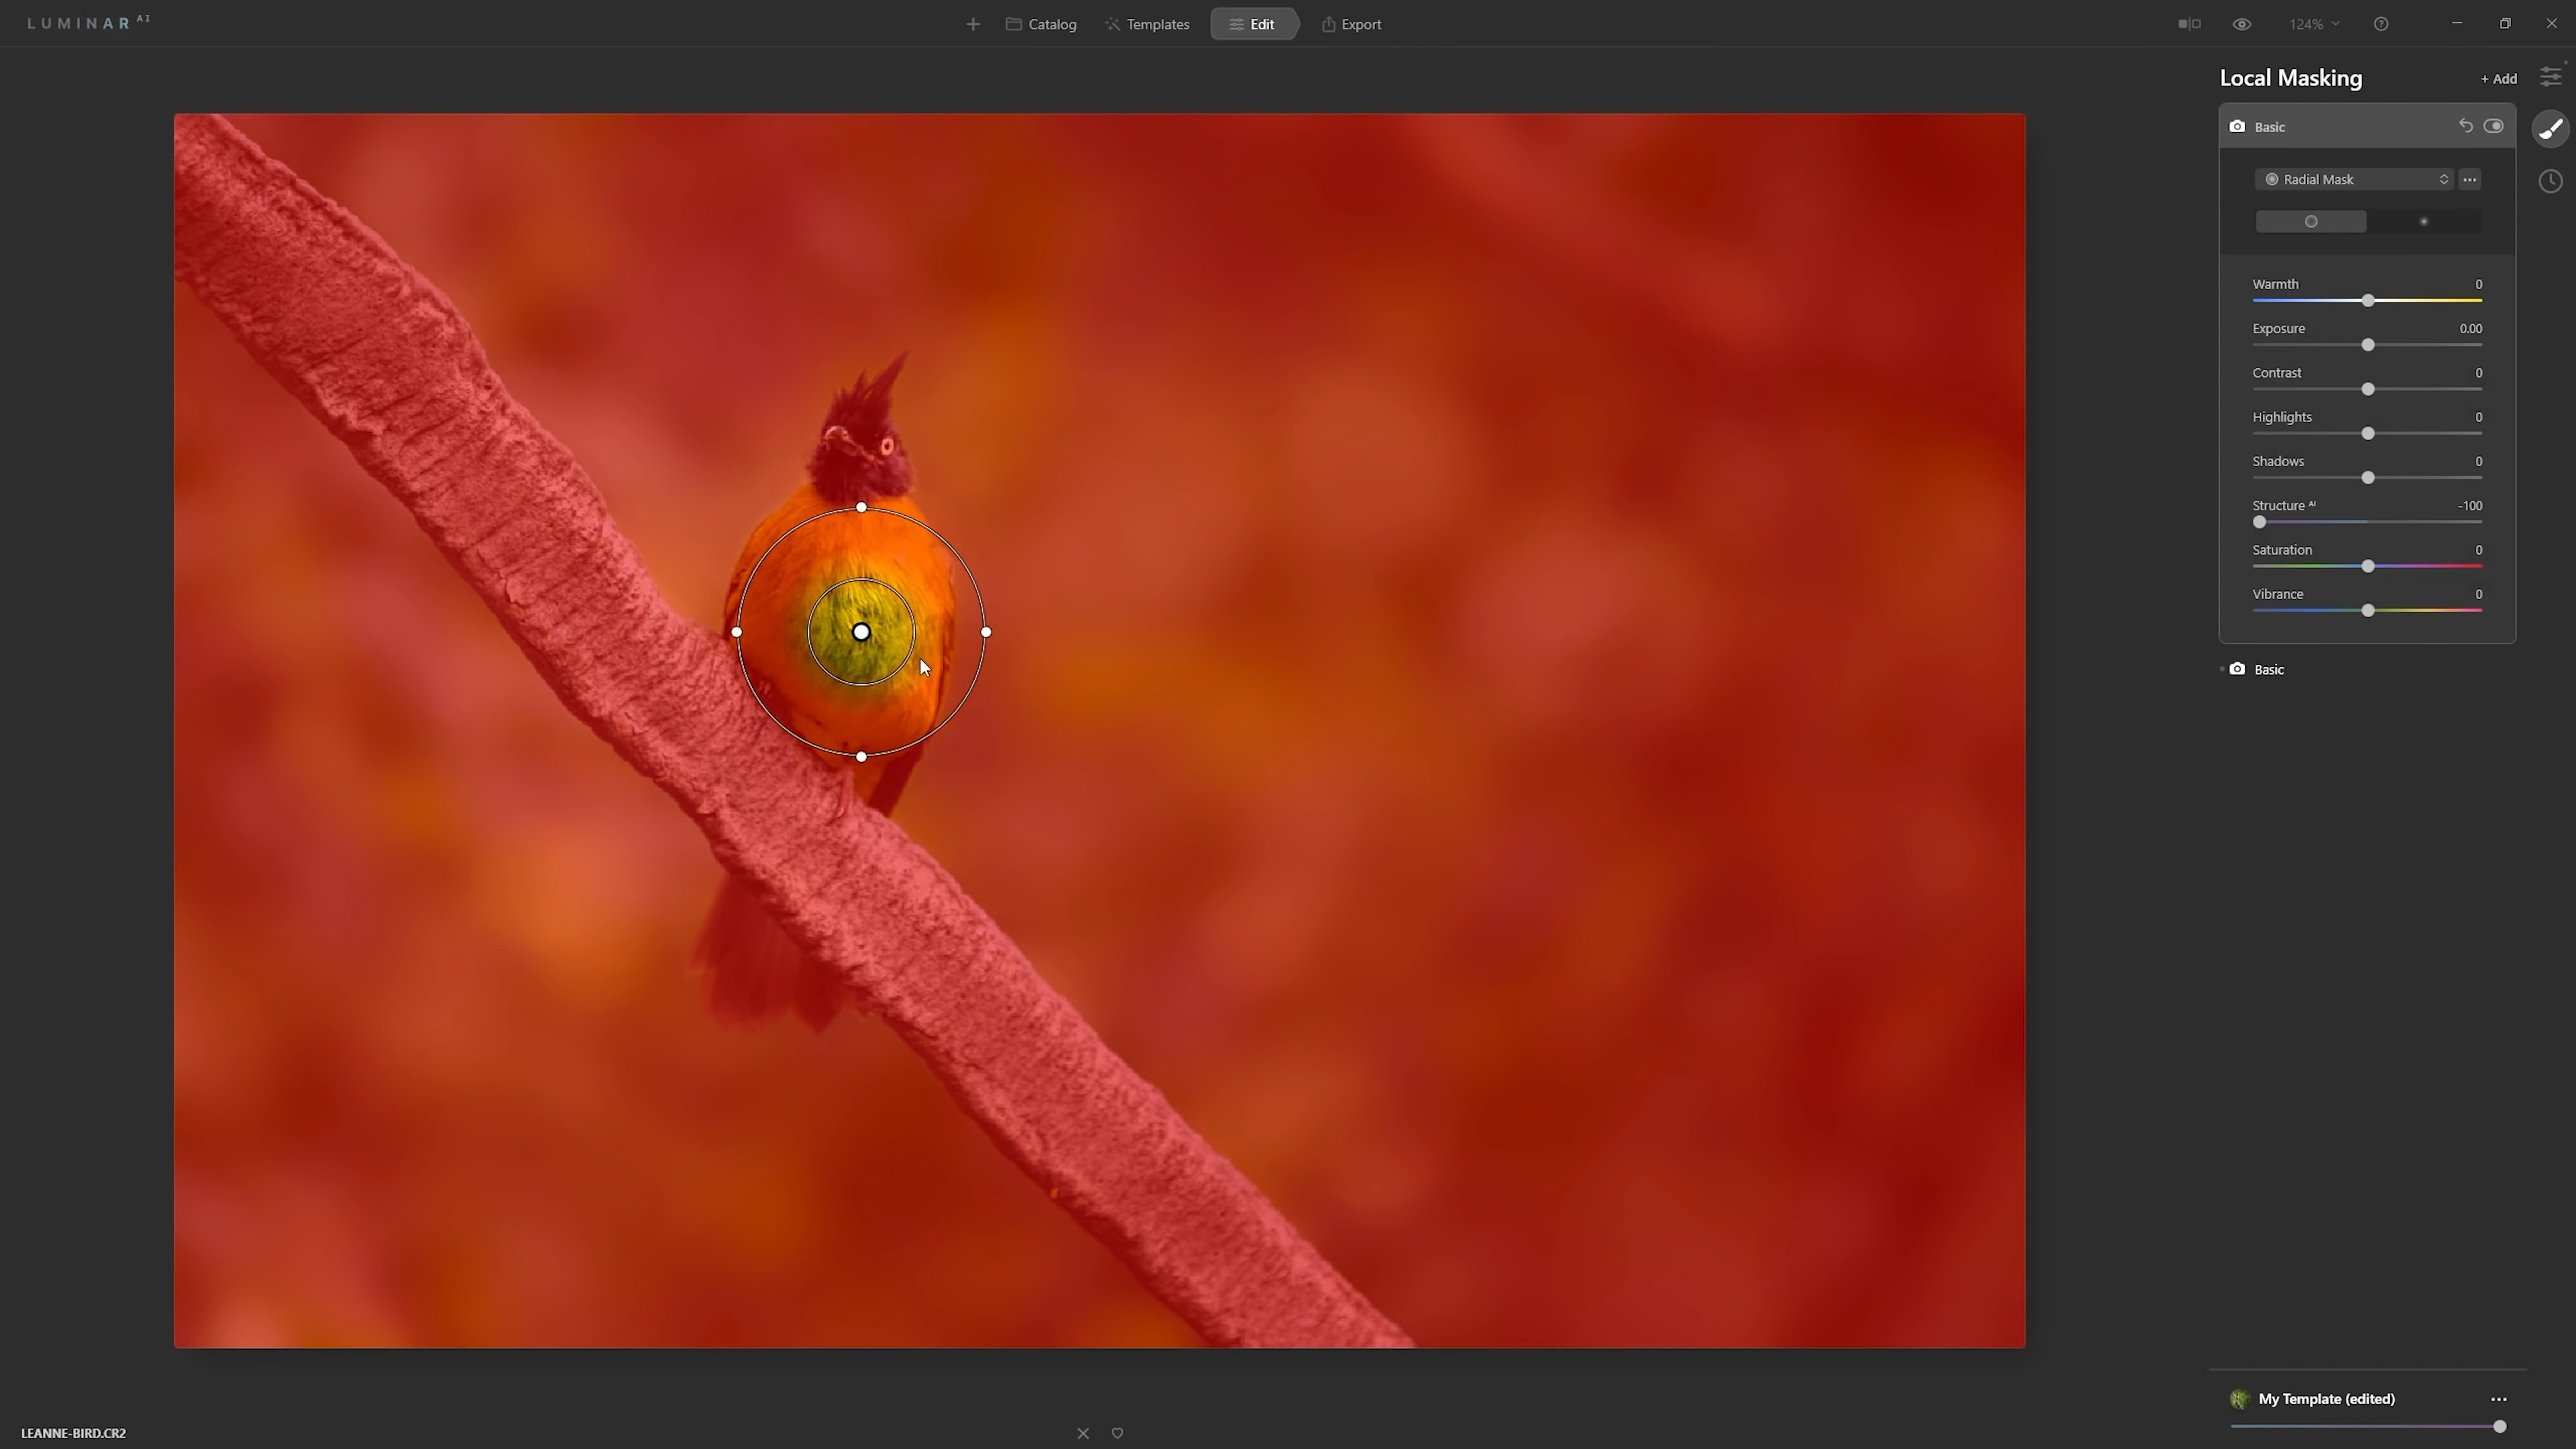 LUMINAR AI
Catalog
Templates
Edit
Export
124%
Local Masking
+ Add
Basic
Radial Mask
Warmth 0
Exposure 0.00
Contrast 0
Highlights 0
Shadows 0
Structure AI -100
Saturation 0
Vibrance 0
Basic
My Template (edited)
LEANNE-BIRD.CR2